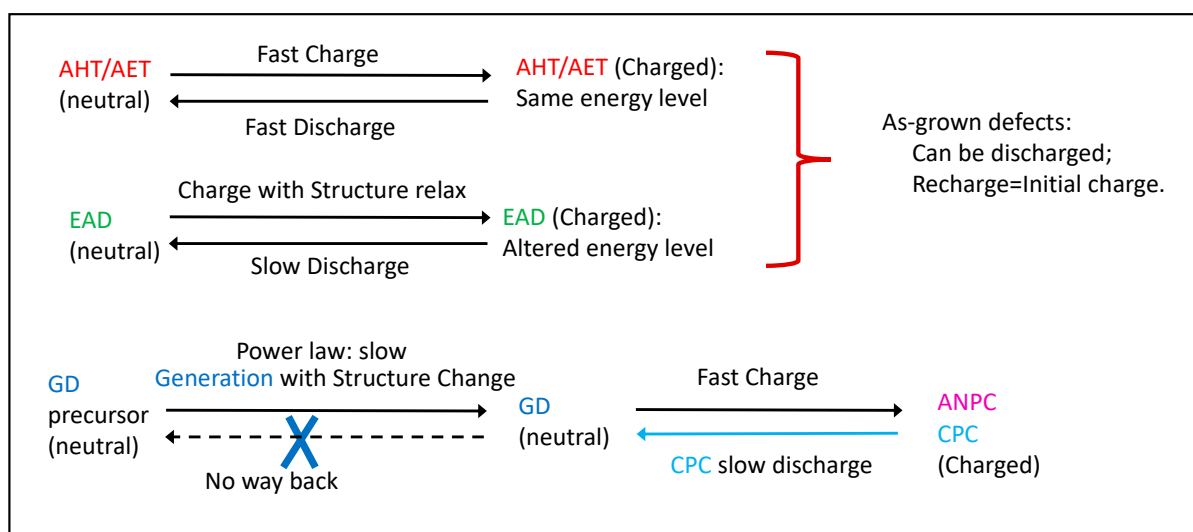 Fast Charge
AHT/AET
(neutral)
AHT/AET (Charged):
Same energy level
Fast Discharge
As-grown defects:
Can be discharged;
Recharge=Initial charge.
Charge with Structure relax
EAD
(neutral)
EAD (Charged):
Altered energy level
Slow Discharge
Power law: slow
Generation with Structure Change
GD
precursor
(neutral)
No way back
GD
(neutral)
Fast Charge
CPC slow discharge
ANPC
CPC
(Charged)